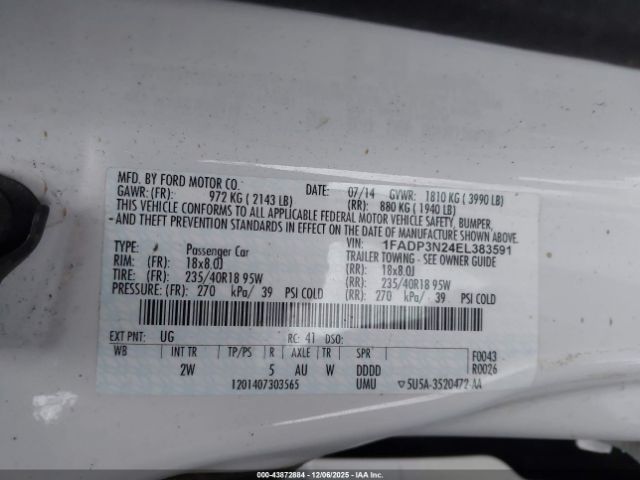 MFD. BY FORD MOTOR CO. DATE: 07/14 GVWR: 1810 KG ( 3990 LB)
GAWR: (FR) 972 KG ( 2143 LB) (RR) 880 KG ( 1940 LB)
THIS VEHICLE CONFORMS TO ALL APPLICABLE FEDERAL MOTOR VEHICLE SAFETY, BUMPER,
AND THEFT PREVENTION STANDARDS IN EFFECT ON THE DATE OF MANUFACTURE SHOWN ABOVE.
VIN: 1FADP3N24EL383591
TYPE: Passenger Car TRAILER TOWING - SEE OWNER GUIDE
RIM: (FR) 18x8.0J (RR) 18x8.0J
TIRE: (FR) 235/40R18 95W (RR) 235/40R18 95W
PRESSURE: (FR) 270 kPa/ 39 PSI COLD (RR) 270 kPa/ 39 PSI COLD
EXT PNT: UG RC: 41 DSO:
WB INT TR TP/PS R AXLE TR SPR F0043
2W 5 AU W DDDD R0026
1201407303565 UMU ▽5U5A-3520472-AA
000-43872884 | 12/06/2025 - IAA Holdings, LLC